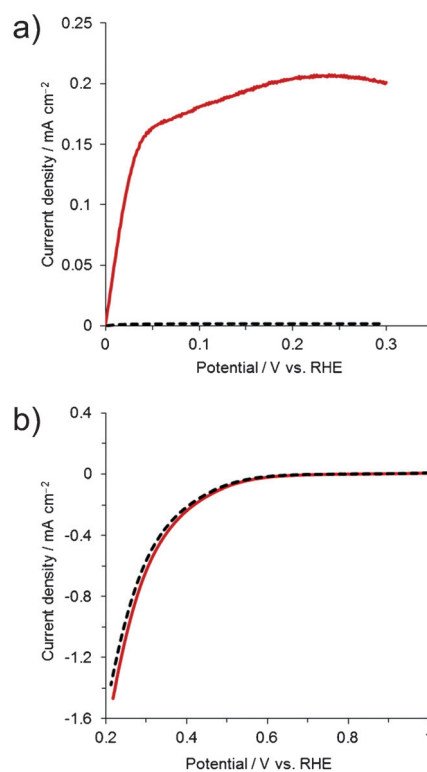 a)
0.25
0.2
0.15
0.1
0.05
0
0 0.1 0.2 0.3
Currernt density / mA cm⁻²
Potential / V vs. RHE
b)
0.4
0
-0.4
-0.8
-1.2
-1.6
0.2 0.4 0.6 0.8 1
Current density / mA cm⁻²
Potential / V vs. RHE